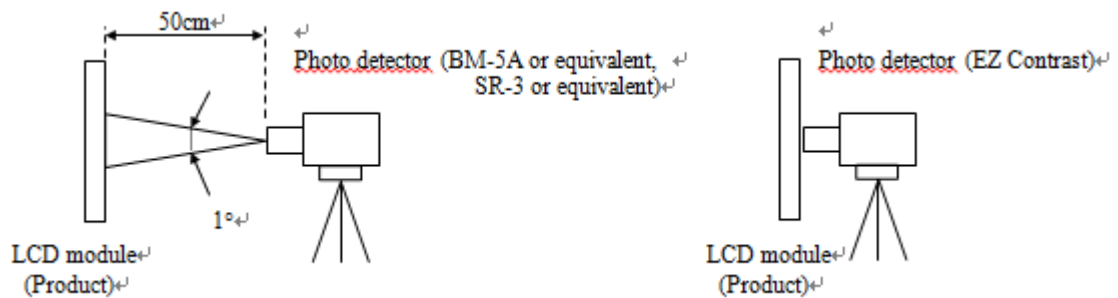 50cm↵
↵
Photo detector (BM-5A or equivalent, ↵
SR-3 or equivalent)↵
1°↵
LCD module↵
(Product)↵
↵
Photo detector (EZ Contrast)↵
LCD module↵
(Product)↵